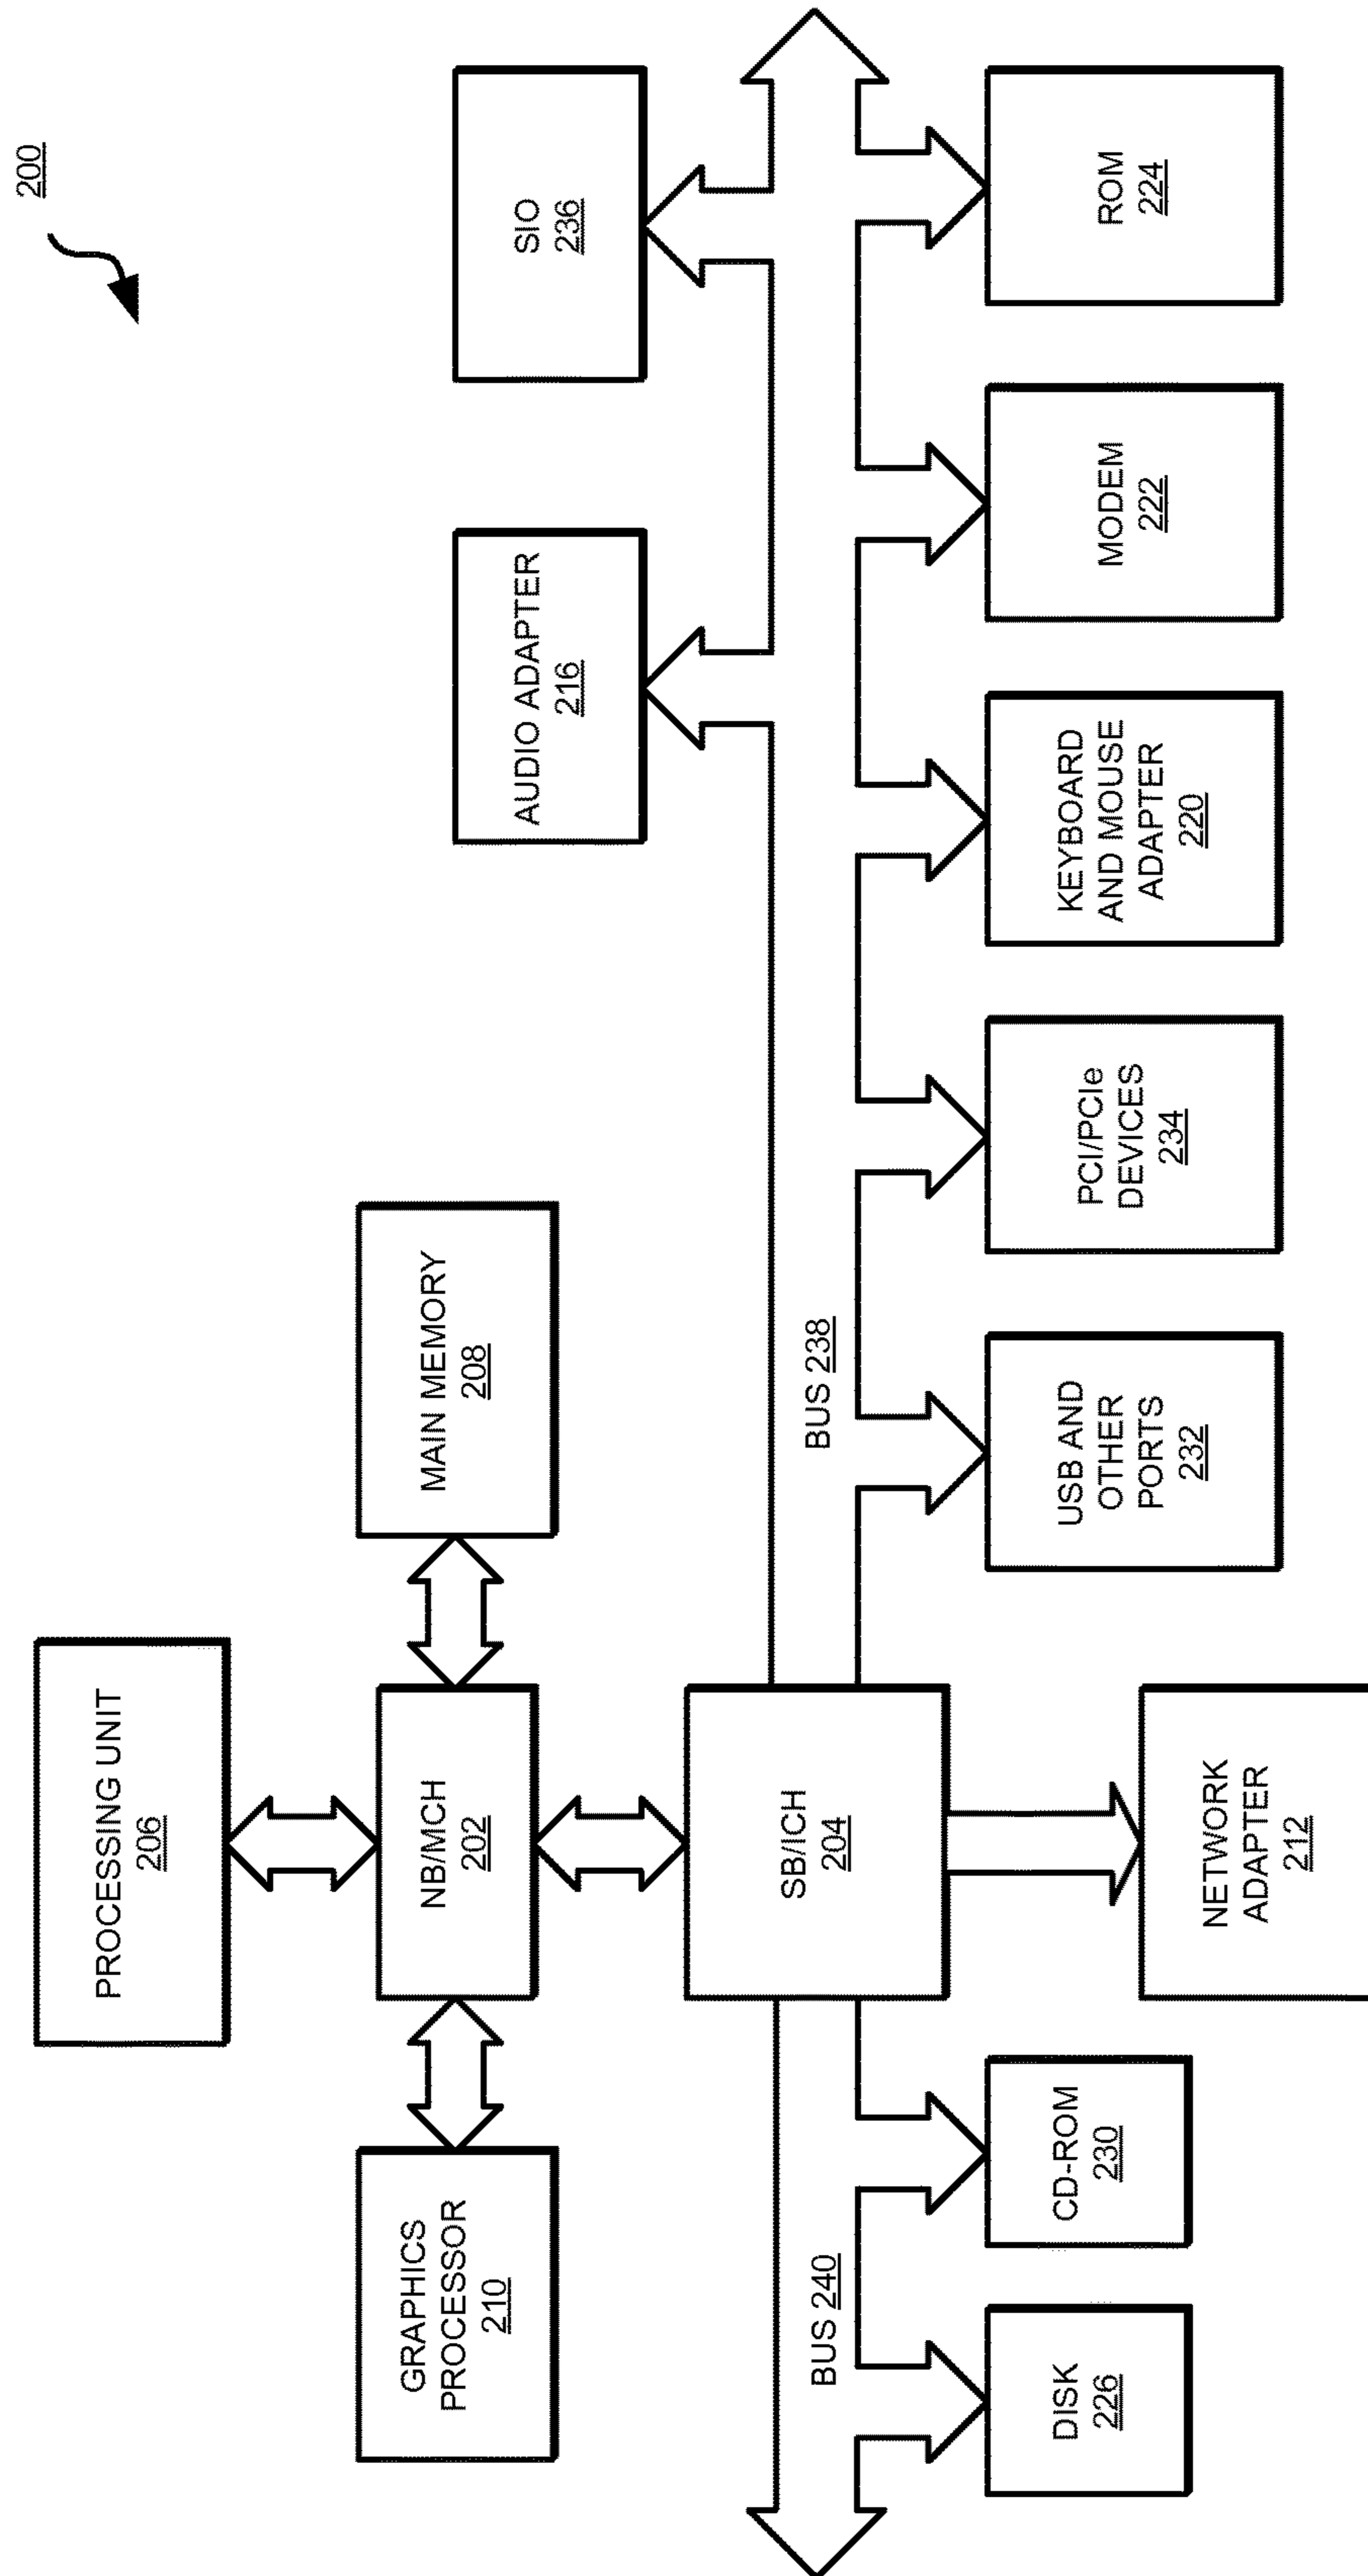 200
PROCESSING UNIT
206
GRAPHICS
PROCESSOR
210
NB/MCH
202
MAIN MEMORY
208
AUDIO ADAPTER
216
SIO
236
SB/ICH
204
BUS 240
BUS 238
DISK
226
CD-ROM
230
NETWORK
ADAPTER
212
USB AND
OTHER
PORTS
232
PCI/PCIe
DEVICES
234
KEYBOARD
AND MOUSE
ADAPTER
220
MODEM
222
ROM
224